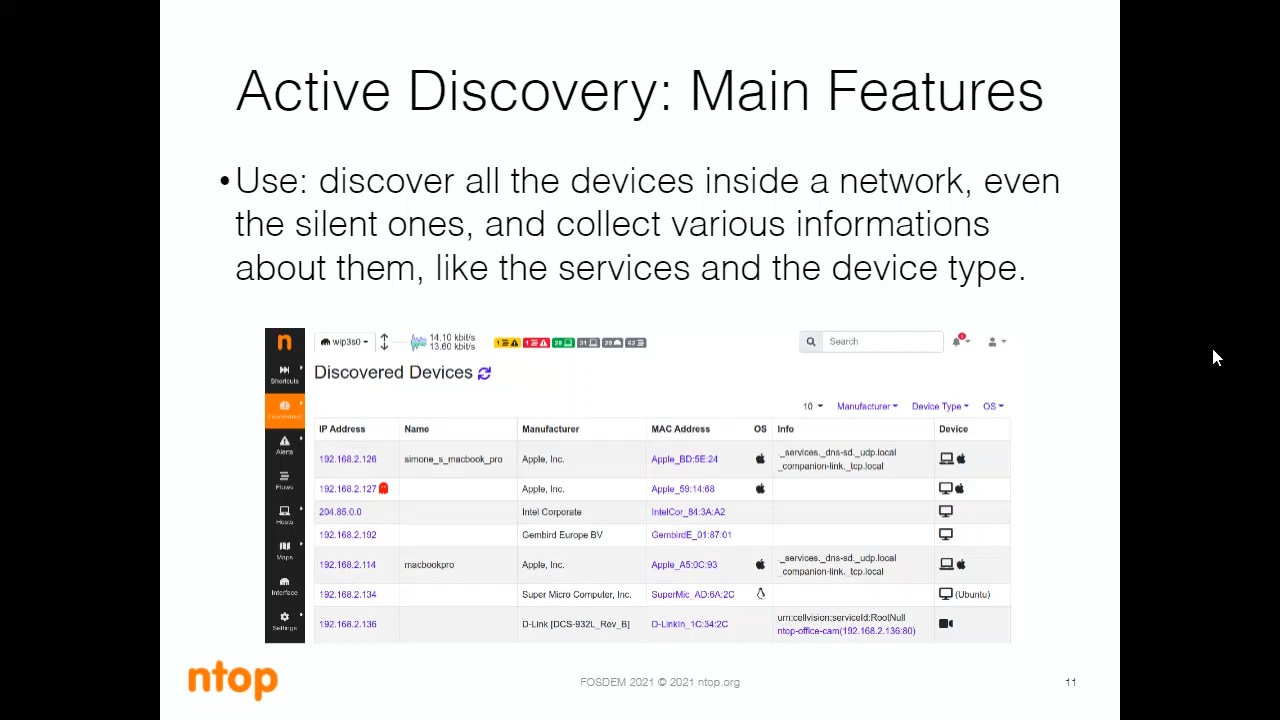 Active Discovery: Main Features
•Use: discover all the devices inside a network, even
the silent ones, and collect various informations
about them, like the services and the device type.
n
wlp3s0
14.10 kbit/s
13.60 kbit/s
Search
Shortcuts
Discovered Devices
10 Manufacturer Device Type OS
Alerts
Flows
Hosts
Maps
Interface
Settings
IP Address Name Manufacturer MAC Address OS Info Device
192.168.2.126 simone_s_macbook_pro Apple, Inc. Apple_BD:5E:24 ._services._dns-sd._udp.local
_companion-link._tcp.local
192.168.2.127 Apple, Inc. Apple_59:14:68
204.85.0.0 Intel Corporate IntelCor_84:3A:A2
192.168.2.192 Gembird Europe BV GembirdE_01:87:01
192.168.2.114 macbookpro Apple, Inc. Apple_A5:0C:93 ._services._dns-sd._udp.local
_companion-link._tcp.local
192.168.2.134 Super Micro Computer, Inc. SuperMic_AD:6A:2C (Ubuntu)
192.168.2.136 D-Link [DCS-932L_Rev_B] D-LinkIn_1C:34:2C urn:cellvision:serviceId:RootNull
ntop-office-cam(192.168.2.136:80)
ntop
FOSDEM 2021 © 2021 ntop.org
11